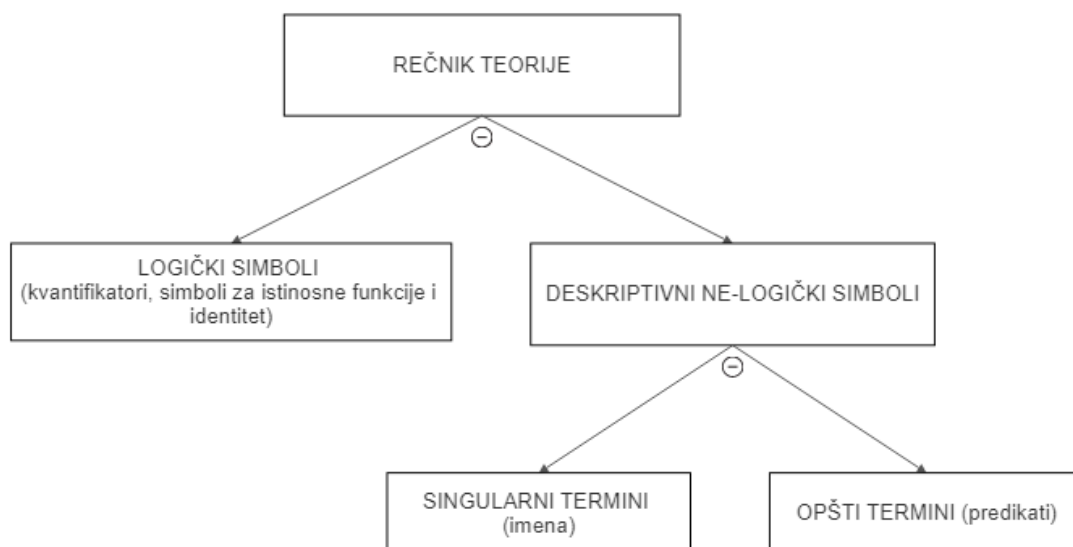 REČNIK TEORIJE
LOGIČKI SIMBOLI
(kvantifikatori, simboli za istinosne funkcije i
identitet)
DESKRIPTIVNI NE-LOGIČKI SIMBOLI
SINGULARNI TERMINI
(imena)
OPŠTI TERMINI (predikati)